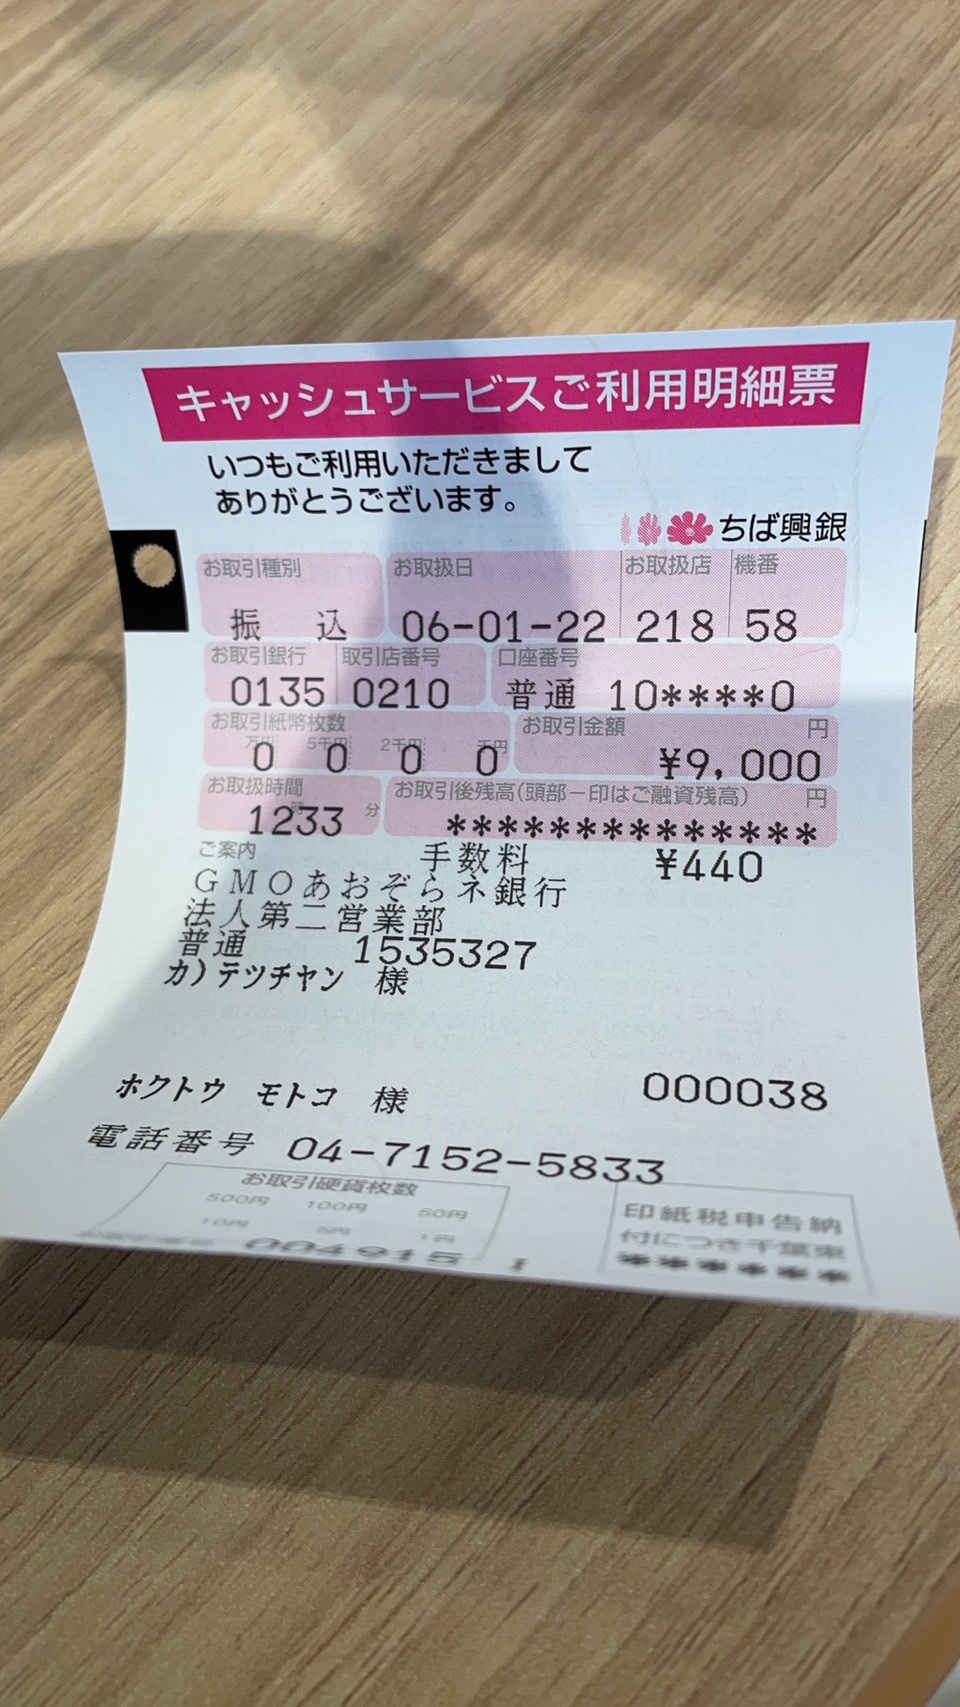 キャッシュサービスご利用明細票
いつもご利用いただきまして
ありがとうございます。
ちば興銀
お取引種別 お取扱日 お取扱店 機番
振 込 06-01-22 218 58
お取引銀行 取引店番号 口座番号
0135 0210 普通 10****0
お取引紙幣枚数 お取引金額 円
万円 5千円 2千円 千円
0 0 0 0 ¥9,000
お取扱時間 お取引後残高(頭部－印はご融資残高) 円
1233 時 分 **************
ご案内 手数料 ¥440
GMOあおぞらネ銀行
法人第二営業部
普通 1535327
カ)テツチヤン 様
ホクトウ モトコ 様 000038
電話番号 04-7152-5833
お取引硬貨枚数
500円 100円 50円
10円 5円 1円
004915 1
印紙税申告納
付につき千葉東
******